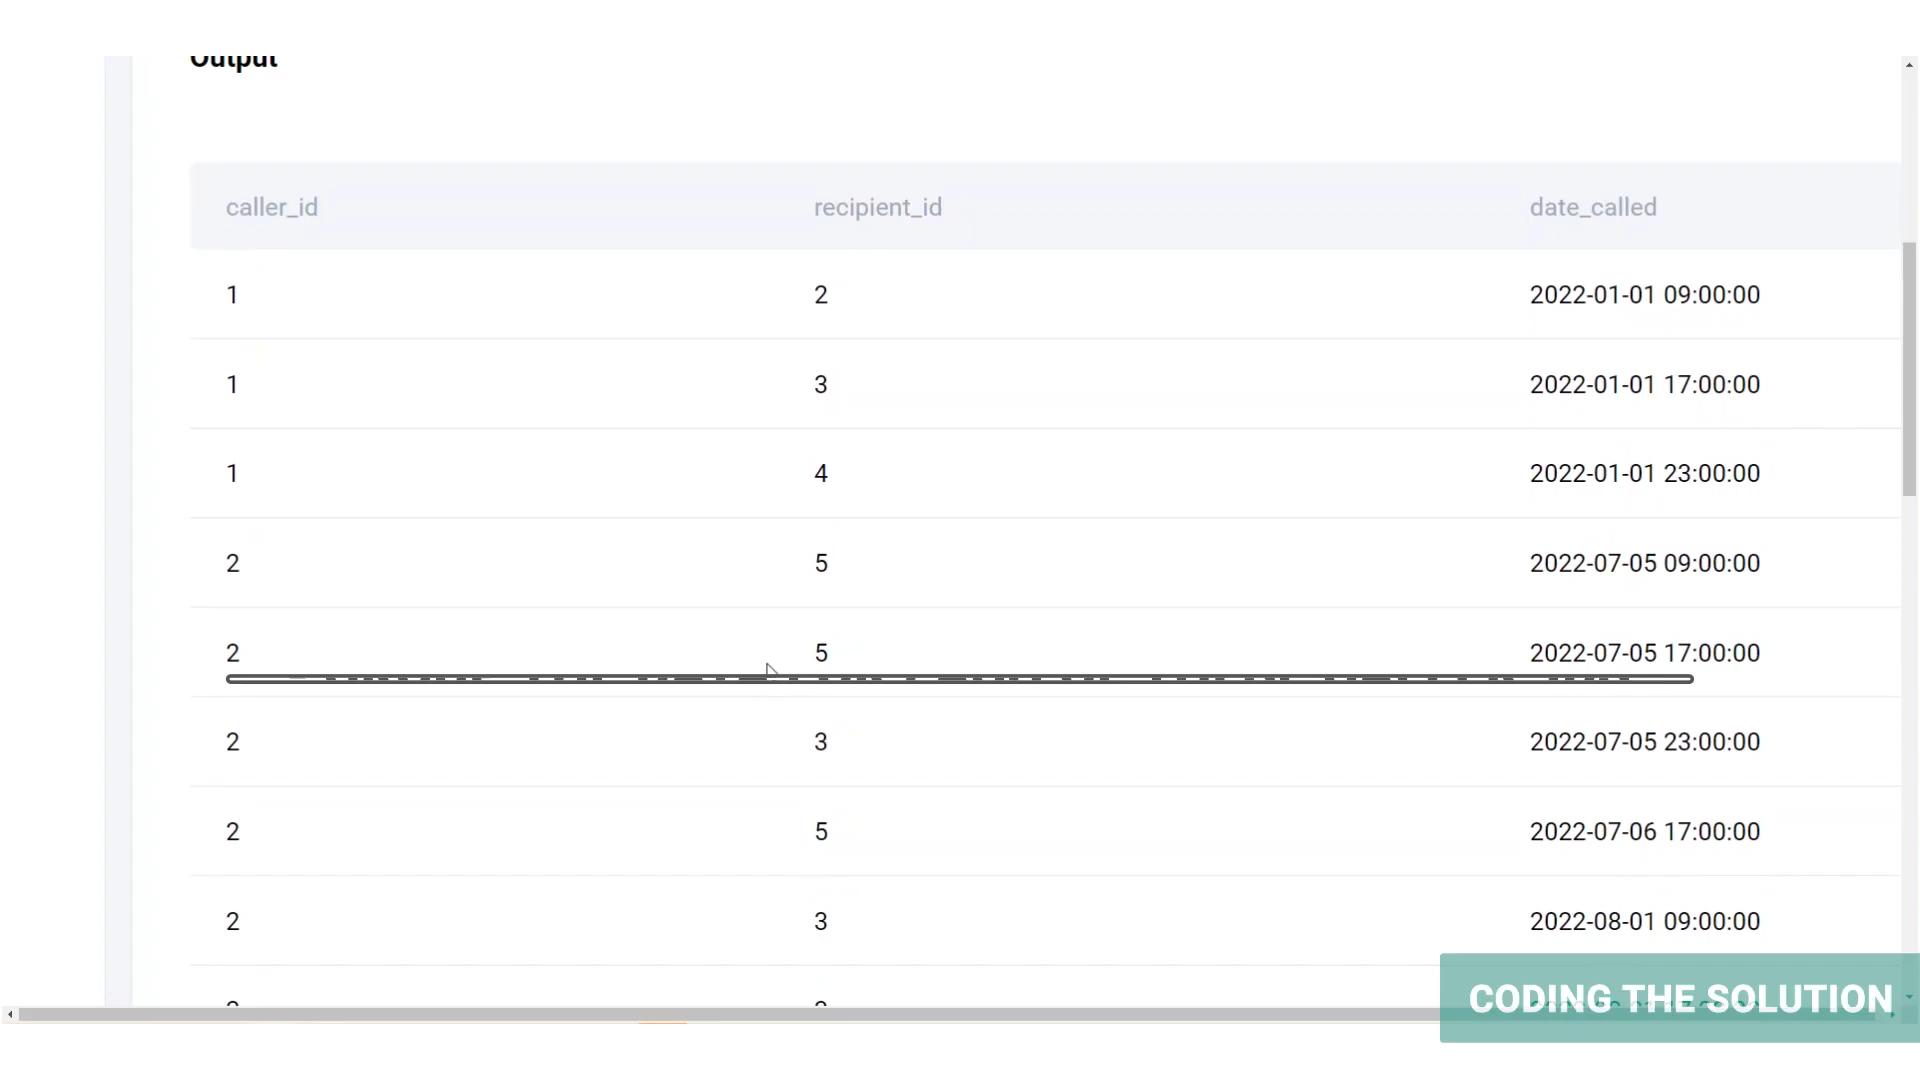 Output
caller_id recipient_id date_called
1 2 2022-01-01 09:00:00
1 3 2022-01-01 17:00:00
1 4 2022-01-01 23:00:00
2 5 2022-07-05 09:00:00
2 5 2022-07-05 17:00:00
2 3 2022-07-05 23:00:00
2 5 2022-07-06 17:00:00
2 3 2022-08-01 09:00:00
CODING THE SOLUTION